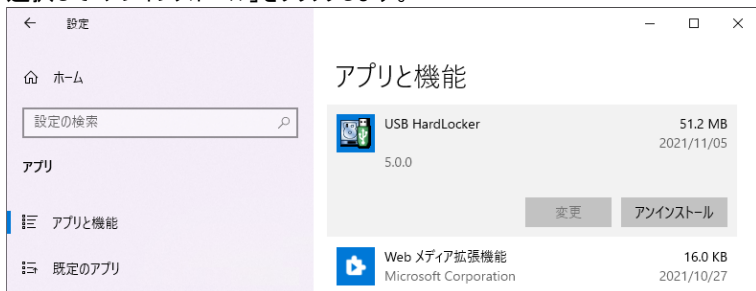 設定
ホーム
設定の検索
アプリ
アプリと機能
既定のアプリ
アプリと機能
USB HardLocker 51.2 MB
2021/11/05
5.0.0
変更 アンインストール
Web メディア拡張機能 16.0 KB
Microsoft Corporation 2021/10/27